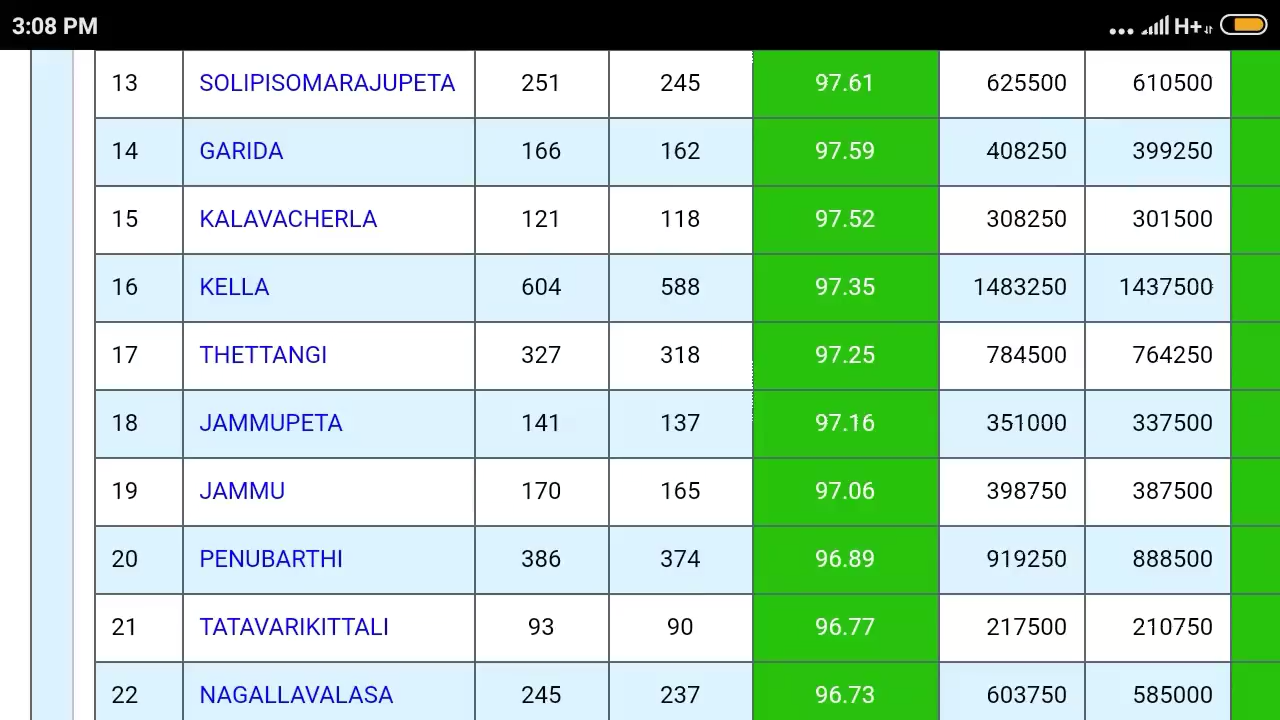 3:08 PM ... H+
13 SOLIPISOMARAJUPETA 251 245 97.61 625500 610500
14 GARIDA 166 162 97.59 408250 399250
15 KALAVACHERLA 121 118 97.52 308250 301500
16 KELLA 604 588 97.35 1483250 1437500
17 THETTANGI 327 318 97.25 784500 764250
18 JAMMUPETA 141 137 97.16 351000 337500
19 JAMMU 170 165 97.06 398750 387500
20 PENUBARTHI 386 374 96.89 919250 888500
21 TATAVARIKITTALI 93 90 96.77 217500 210750
22 NAGALLAVALASA 245 237 96.73 603750 585000